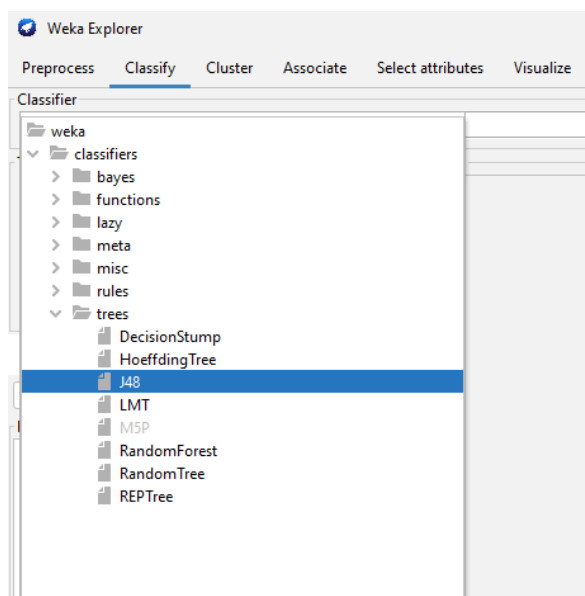 Weka Explorer
Preprocess Classify Cluster Associate Select attributes Visualize
Classifier
weka
classifiers
bayes
functions
lazy
meta
misc
rules
trees
DecisionStump
HoeffdingTree
J48
LMT
M5P
RandomForest
RandomTree
REPTree